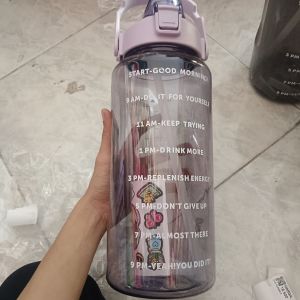 START-GOOD MORNING
9 AM-DO IT FOR YOURSELF
11 AM-KEEP TRYING
1 PM-DRINK MORE
3 PM-REPLENISH ENERGY
5 PM-DON'T GIVE UP
7 PM-ALMOST THERE
9 PM-YEAH!YOU DID IT!